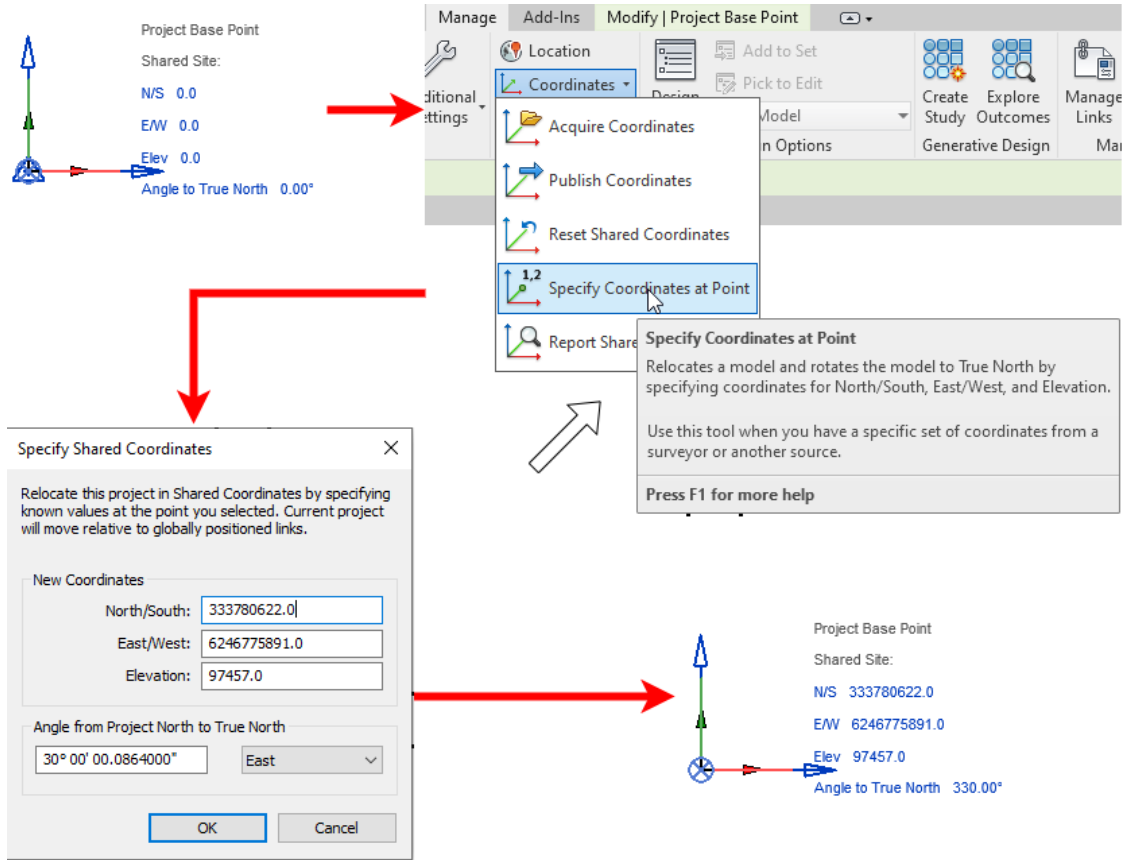 Project Base Point
Shared Site:
N/S 0.0
E/W 0.0
Elev 0.0
Angle to True North 0.00°
Manage Add-Ins Modify | Project Base Point
Location
Coordinates
Add to Set
Pick to Edit
Model
Create Study
Explore Outcomes
Manage Links
Generative Design
Acquire Coordinates
Publish Coordinates
Reset Shared Coordinates
1,2
Specify Coordinates at Point
Report Share
Specify Coordinates at Point
Relocates a model and rotates the model to True North by
specifying coordinates for North/South, East/West, and Elevation.
Use this tool when you have a specific set of coordinates from a
surveyor or another source.
Press F1 for more help
Specify Shared Coordinates
Relocate this project in Shared Coordinates by specifying
known values at the point you selected. Current project
will move relative to globally positioned links.
New Coordinates
North/South: 333780622.0
East/West: 6246775891.0
Elevation: 97457.0
Angle from Project North to True North
30° 00' 00.0864000" East
OK Cancel
Project Base Point
Shared Site:
N/S 333780622.0
E/W 6246775891.0
Elev 97457.0
Angle to True North 330.00°